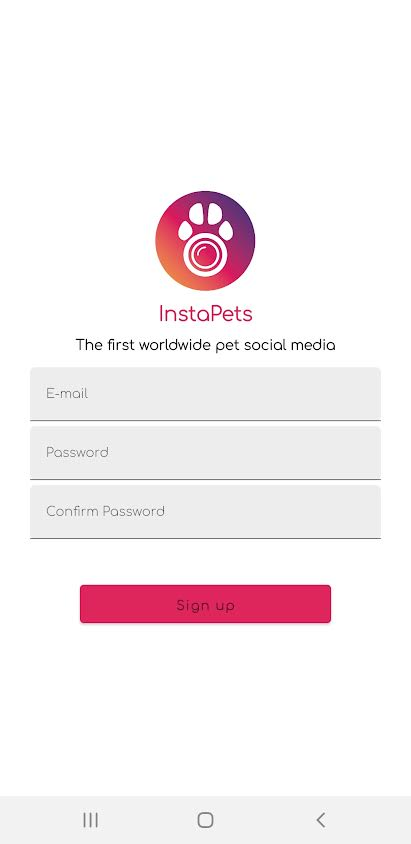 InstaPets
The first worldwide pet social media
E-mail
Password
Confirm Password
Sign up